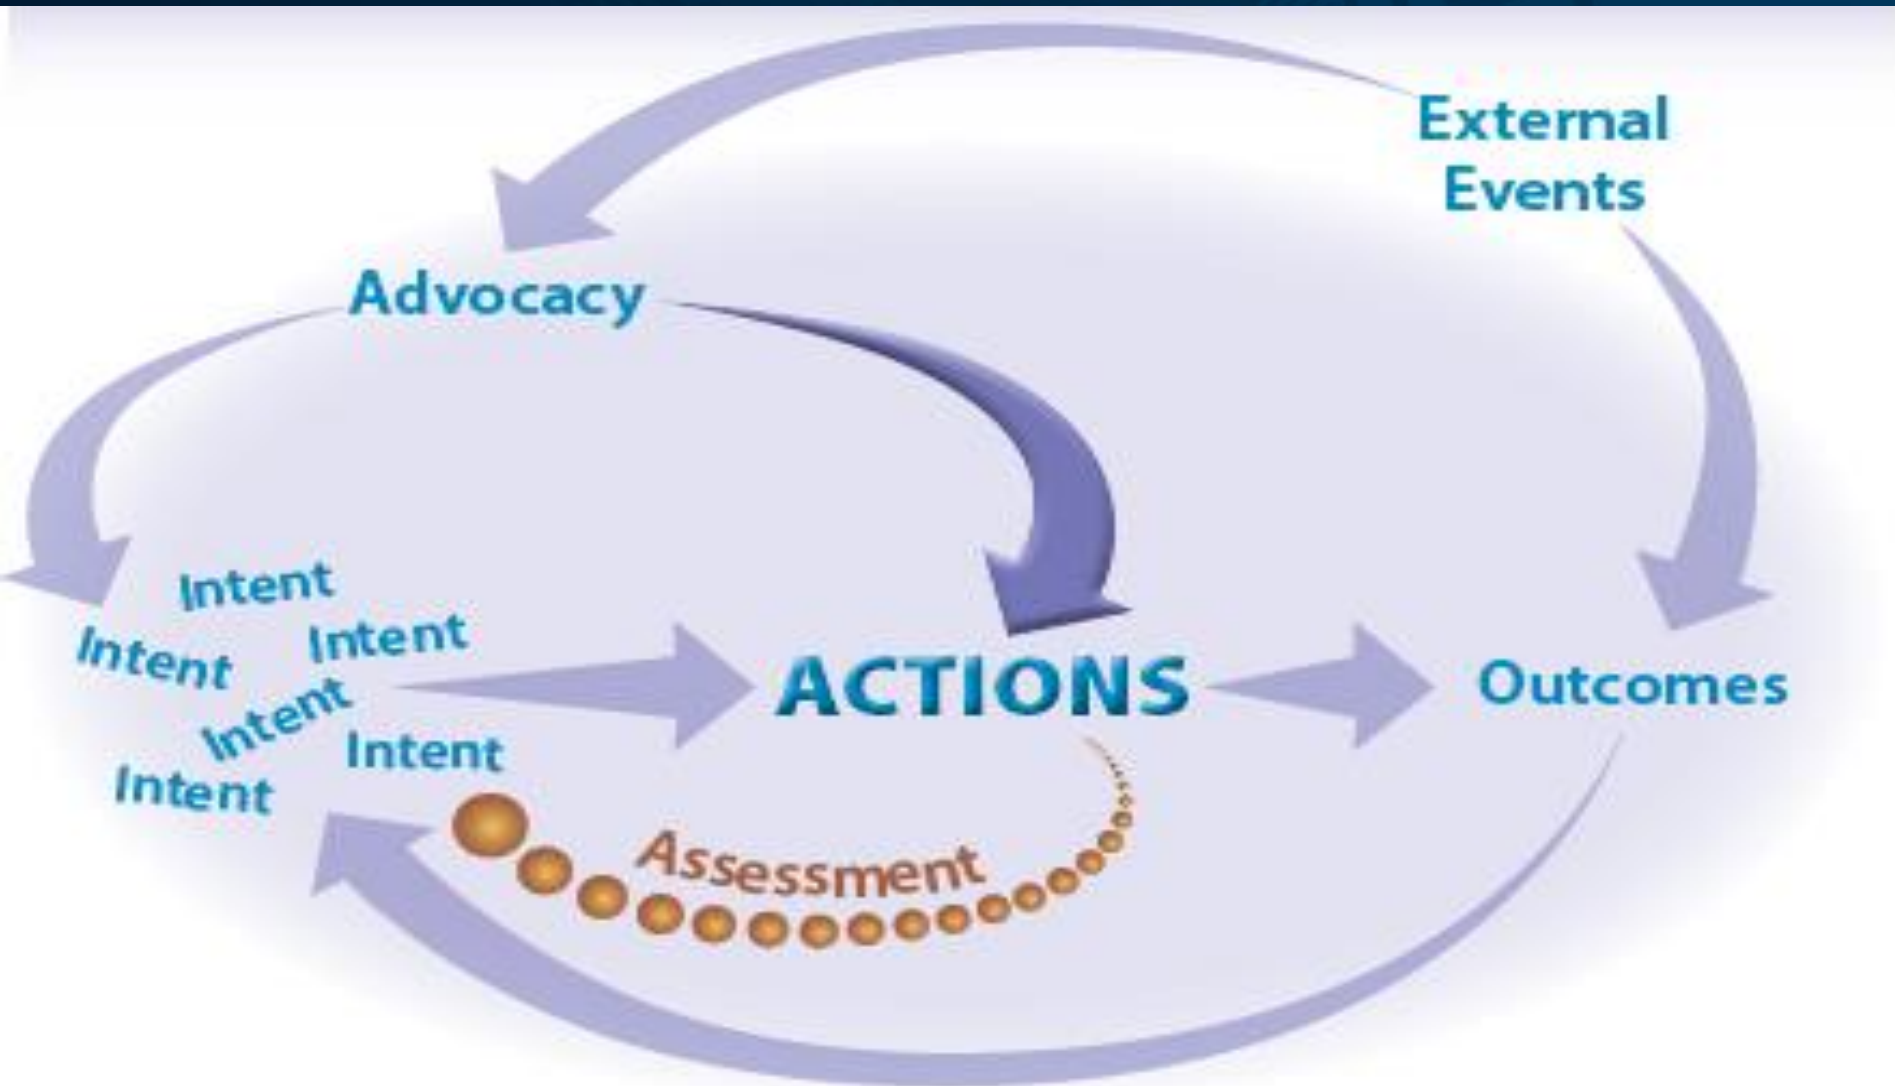 External
Events
Advocacy
Intent
Intent
Intent
Intent
Intent
Intent
ACTIONS
Outcomes
Assessment